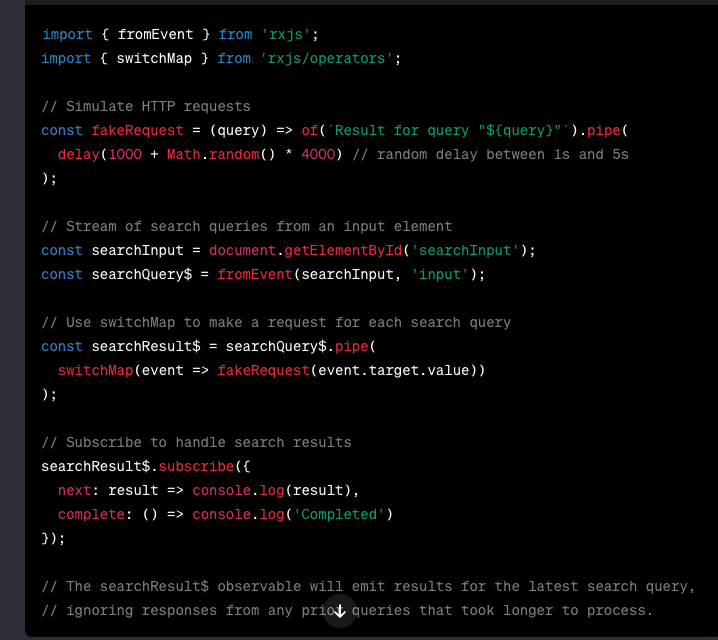 import { fromEvent } from 'rxjs';
import { switchMap } from 'rxjs/operators';
// Simulate HTTP requests
const fakeRequest = (query) => of(`Result for query "${query}"`).pipe(
  delay(1000 + Math.random() * 4000) // random delay between 1s and 5s
);
// Stream of search queries from an input element
const searchInput = document.getElementById('searchInput');
const searchQuery$ = fromEvent(searchInput, 'input');
// Use switchMap to make a request for each search query
const searchResult$ = searchQuery$.pipe(
  switchMap(event => fakeRequest(event.target.value))
);
// Subscribe to handle search results
searchResult$.subscribe({
  next: result => console.log(result),
  complete: () => console.log('Completed')
});
// The searchResult$ observable will emit results for the latest search query,
// ignoring responses from any prior queries that took longer to process.